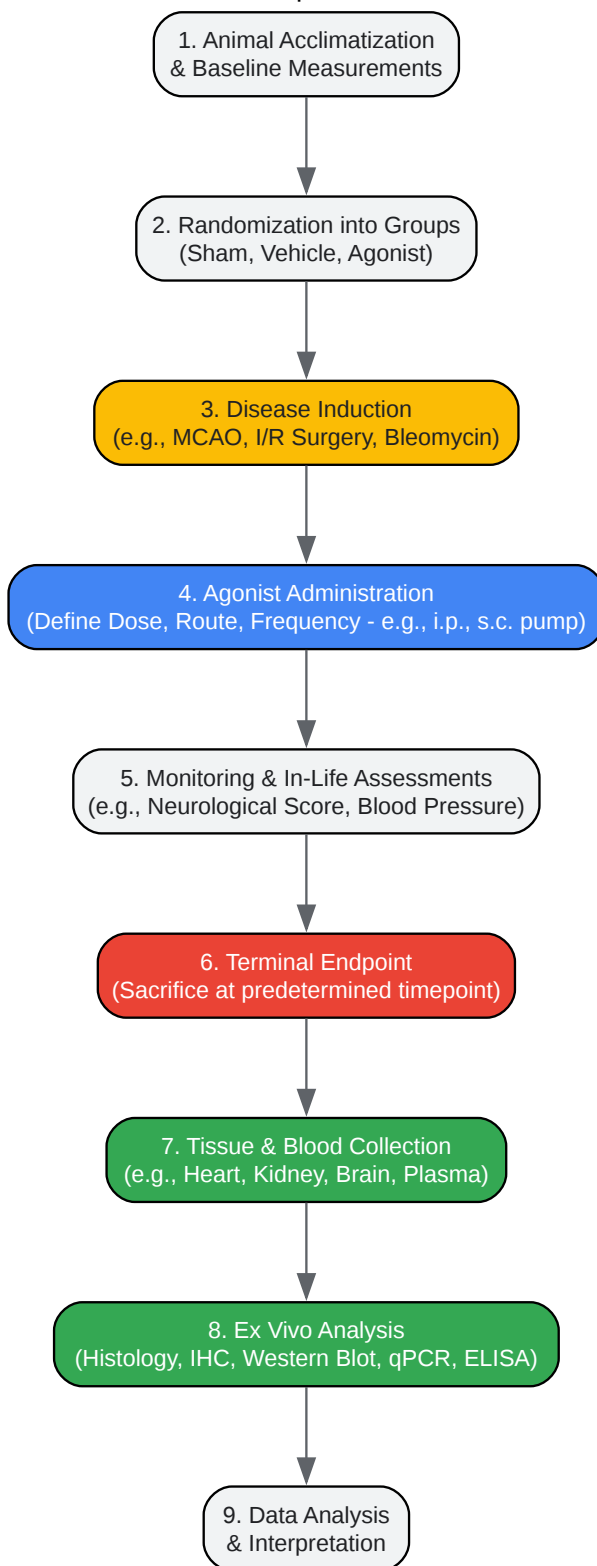 1. Animal Acclimatization
& Baseline Measurements
2. Randomization into Groups
(Sham, Vehicle, Agonist)
3. Disease Induction
(e.g., MCAO, I/R Surgery, Bleomycin)
4. Agonist Administration
(Define Dose, Route, Frequency - e.g., i.p., s.c. pump)
5. Monitoring & In-Life Assessments
(e.g., Neurological Score, Blood Pressure)
6. Terminal Endpoint
(Sacrifice at predetermined timepoint)
7. Tissue & Blood Collection
(e.g., Heart, Kidney, Brain, Plasma)
8. Ex Vivo Analysis
(Histology, IHC, Western Blot, qPCR, ELISA)
9. Data Analysis
& Interpretation